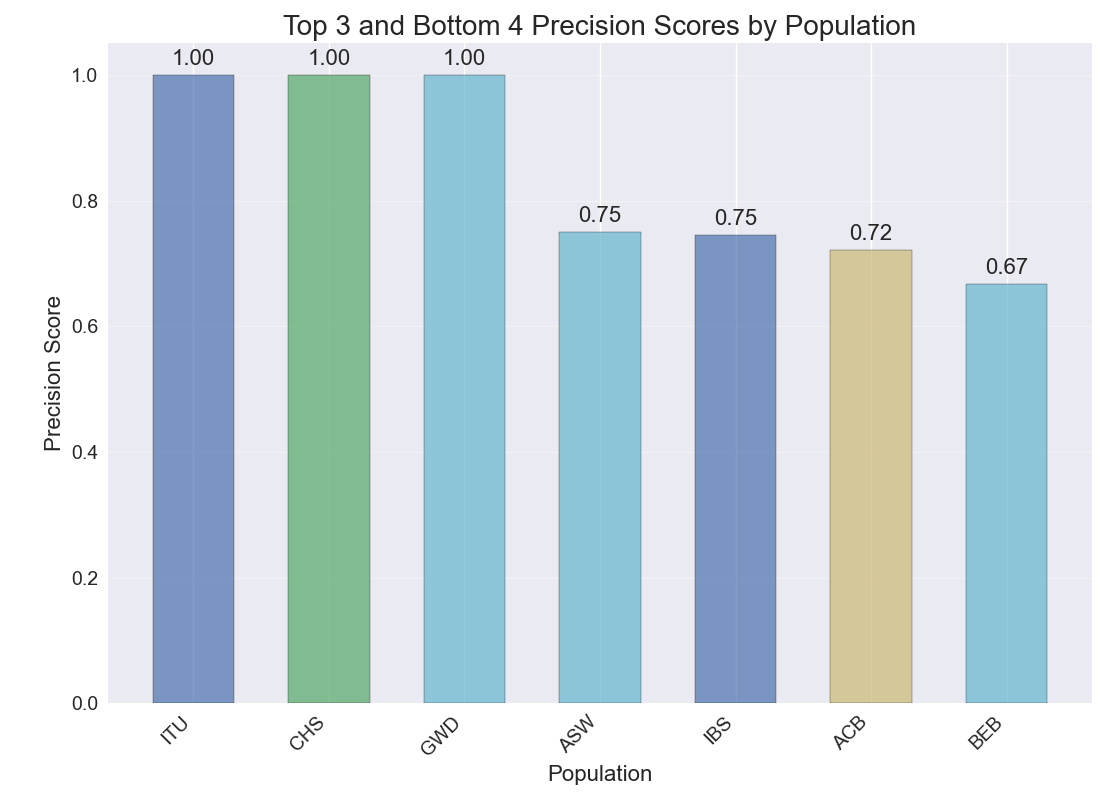 Top 3 and Bottom 4 Precision Scores by Population
1.00 1.00 1.00 0.75 0.75 0.72 0.67
1.0
0.8
0.6
0.4
0.2
0.0
Precision Score
ITU CHS GWD ASW IBS ACB BEB
Population